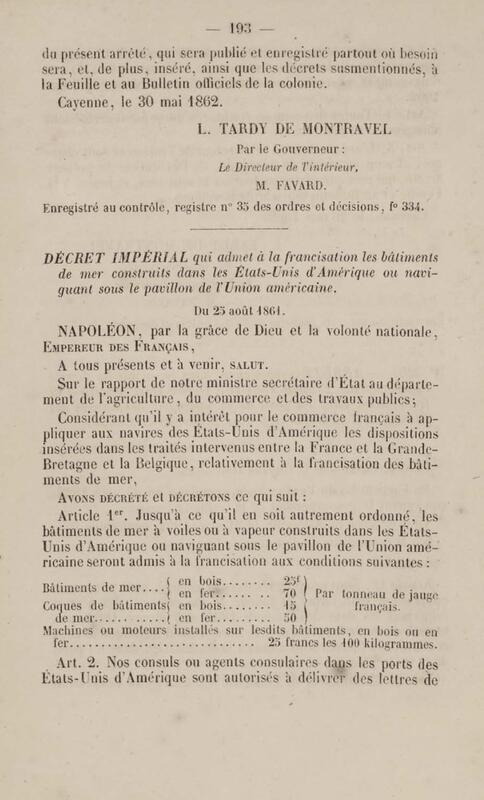 — 193 —
du présent arrêté, qui sera publié et enregistré partout où besoin
sera, et, de plus, inséré, ainsi que les décrets susmentionnés, à
la Feuille et au Bulletin officiels de la colonie.
Cayenne, le 30 mai 1862.
L. TARDY DE MONTRAVEL
Par le Gouverneur :
Le Directeur de l'intérieur,
M. FAVARD.
Enregistré au contrôle, registre n° 35 des ordres et décisions, f° 334.
DÉCRET IMPÉRIAL qui admet à la francisation les bâtiments
de mer construits dans les États-Unis d'Amérique ou navi-
guant sous le pavillon de l'Union américaine.
Du 25 août 1861.
NAPOLÉON, par la grâce de Dieu et la volonté nationale,
EMPEREUR DES FRANÇAIS,
A tous présents et à venir, SALUT.
Sur le rapport de notre ministre secrétaire d'État au départe-
ment de l'agriculture, du commerce et des travaux publics;
Considérant qu'il y a intérêt pour le commerce français à ap-
pliquer aux navires des États-Unis d'Amérique les dispositions
insérées dans les traités intervenus entre la France et la Grande-
Bretagne et la Belgique, relativement à la francisation des bâti-
ments de mer,
AVONS DÉCRÉTÉ et DÉCRÉTONS ce qui suit :
Article 1er. Jusqu'à ce qu'il en soit autrement ordonné, les
bâtiments de mer à voiles ou à vapeur construits dans les États-
Unis d'Amérique ou naviguant sous le pavillon de l'Union amé-
ricaine seront admis à la francisation aux conditions suivantes :
Bâtiments de mer.... { en bois........ 25f
en fer........ 70
Coques de bâtiments { en bois........ 15
de mer............ { en fer........ 50
Par tonneau de jauge
français.
Machines ou moteurs installés sur lesdits bâtiments, en bois ou en
fer............................ 25 francs les 100 kilogrammes.
Art. 2. Nos consuls ou agents consulaires dans les ports des
États-Unis d'Amérique sont autorisés à délivrer des lettres de